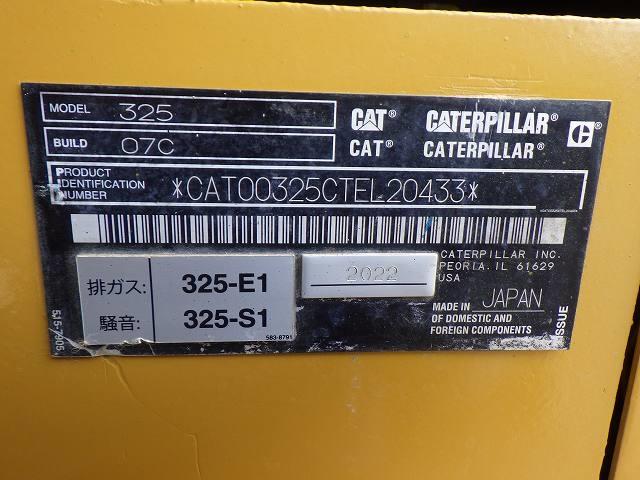 MODEL 325
BUILD 07C
CAT® CATERPILLAR®
CAT® CATERPILLAR®
PRODUCT
IDENTIFICATION
NUMBER
*CAT00325CTEL20433*
排ガス: 325-E1
騒音: 325-S1
583-8791
2022
CATERPILLAR INC.
PEORIA. IL 61629
USA
MADE IN JAPAN
OF DOMESTIC AND
FOREIGN COMPONENTS
ISSUE